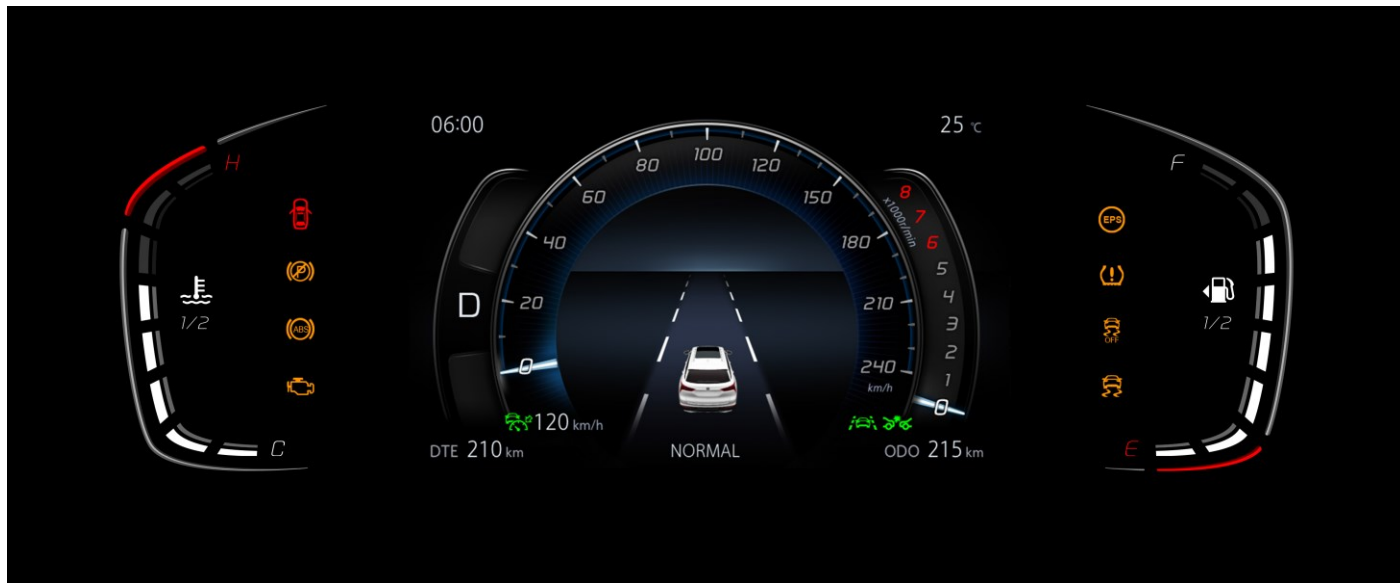 06:00
25 °C
H
(P)
(ABS)
1/2
C
D
0
20
40
60
80
100
120
150
180
210
240
km/h
8
7
6
5
4
3
2
1
0
x1000r/min
120 km/h
DTE 210 km
NORMAL
ODO 215 km
F
EPS
!
OFF
1/2
E